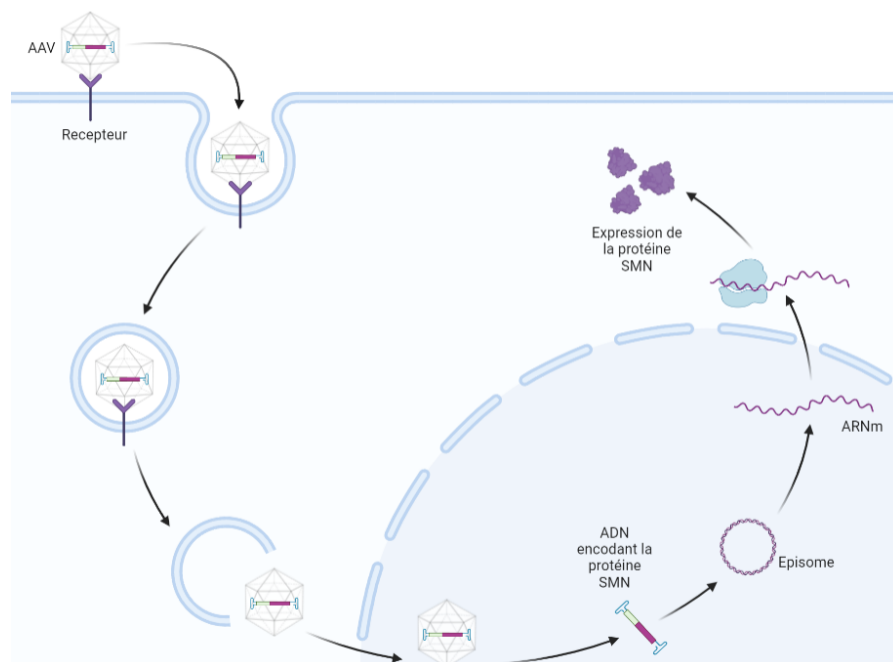 AAV
Recepteur
Expression de
la protéine
SMN
ARNm
ADN
encodant la
protéine
SMN
Episome